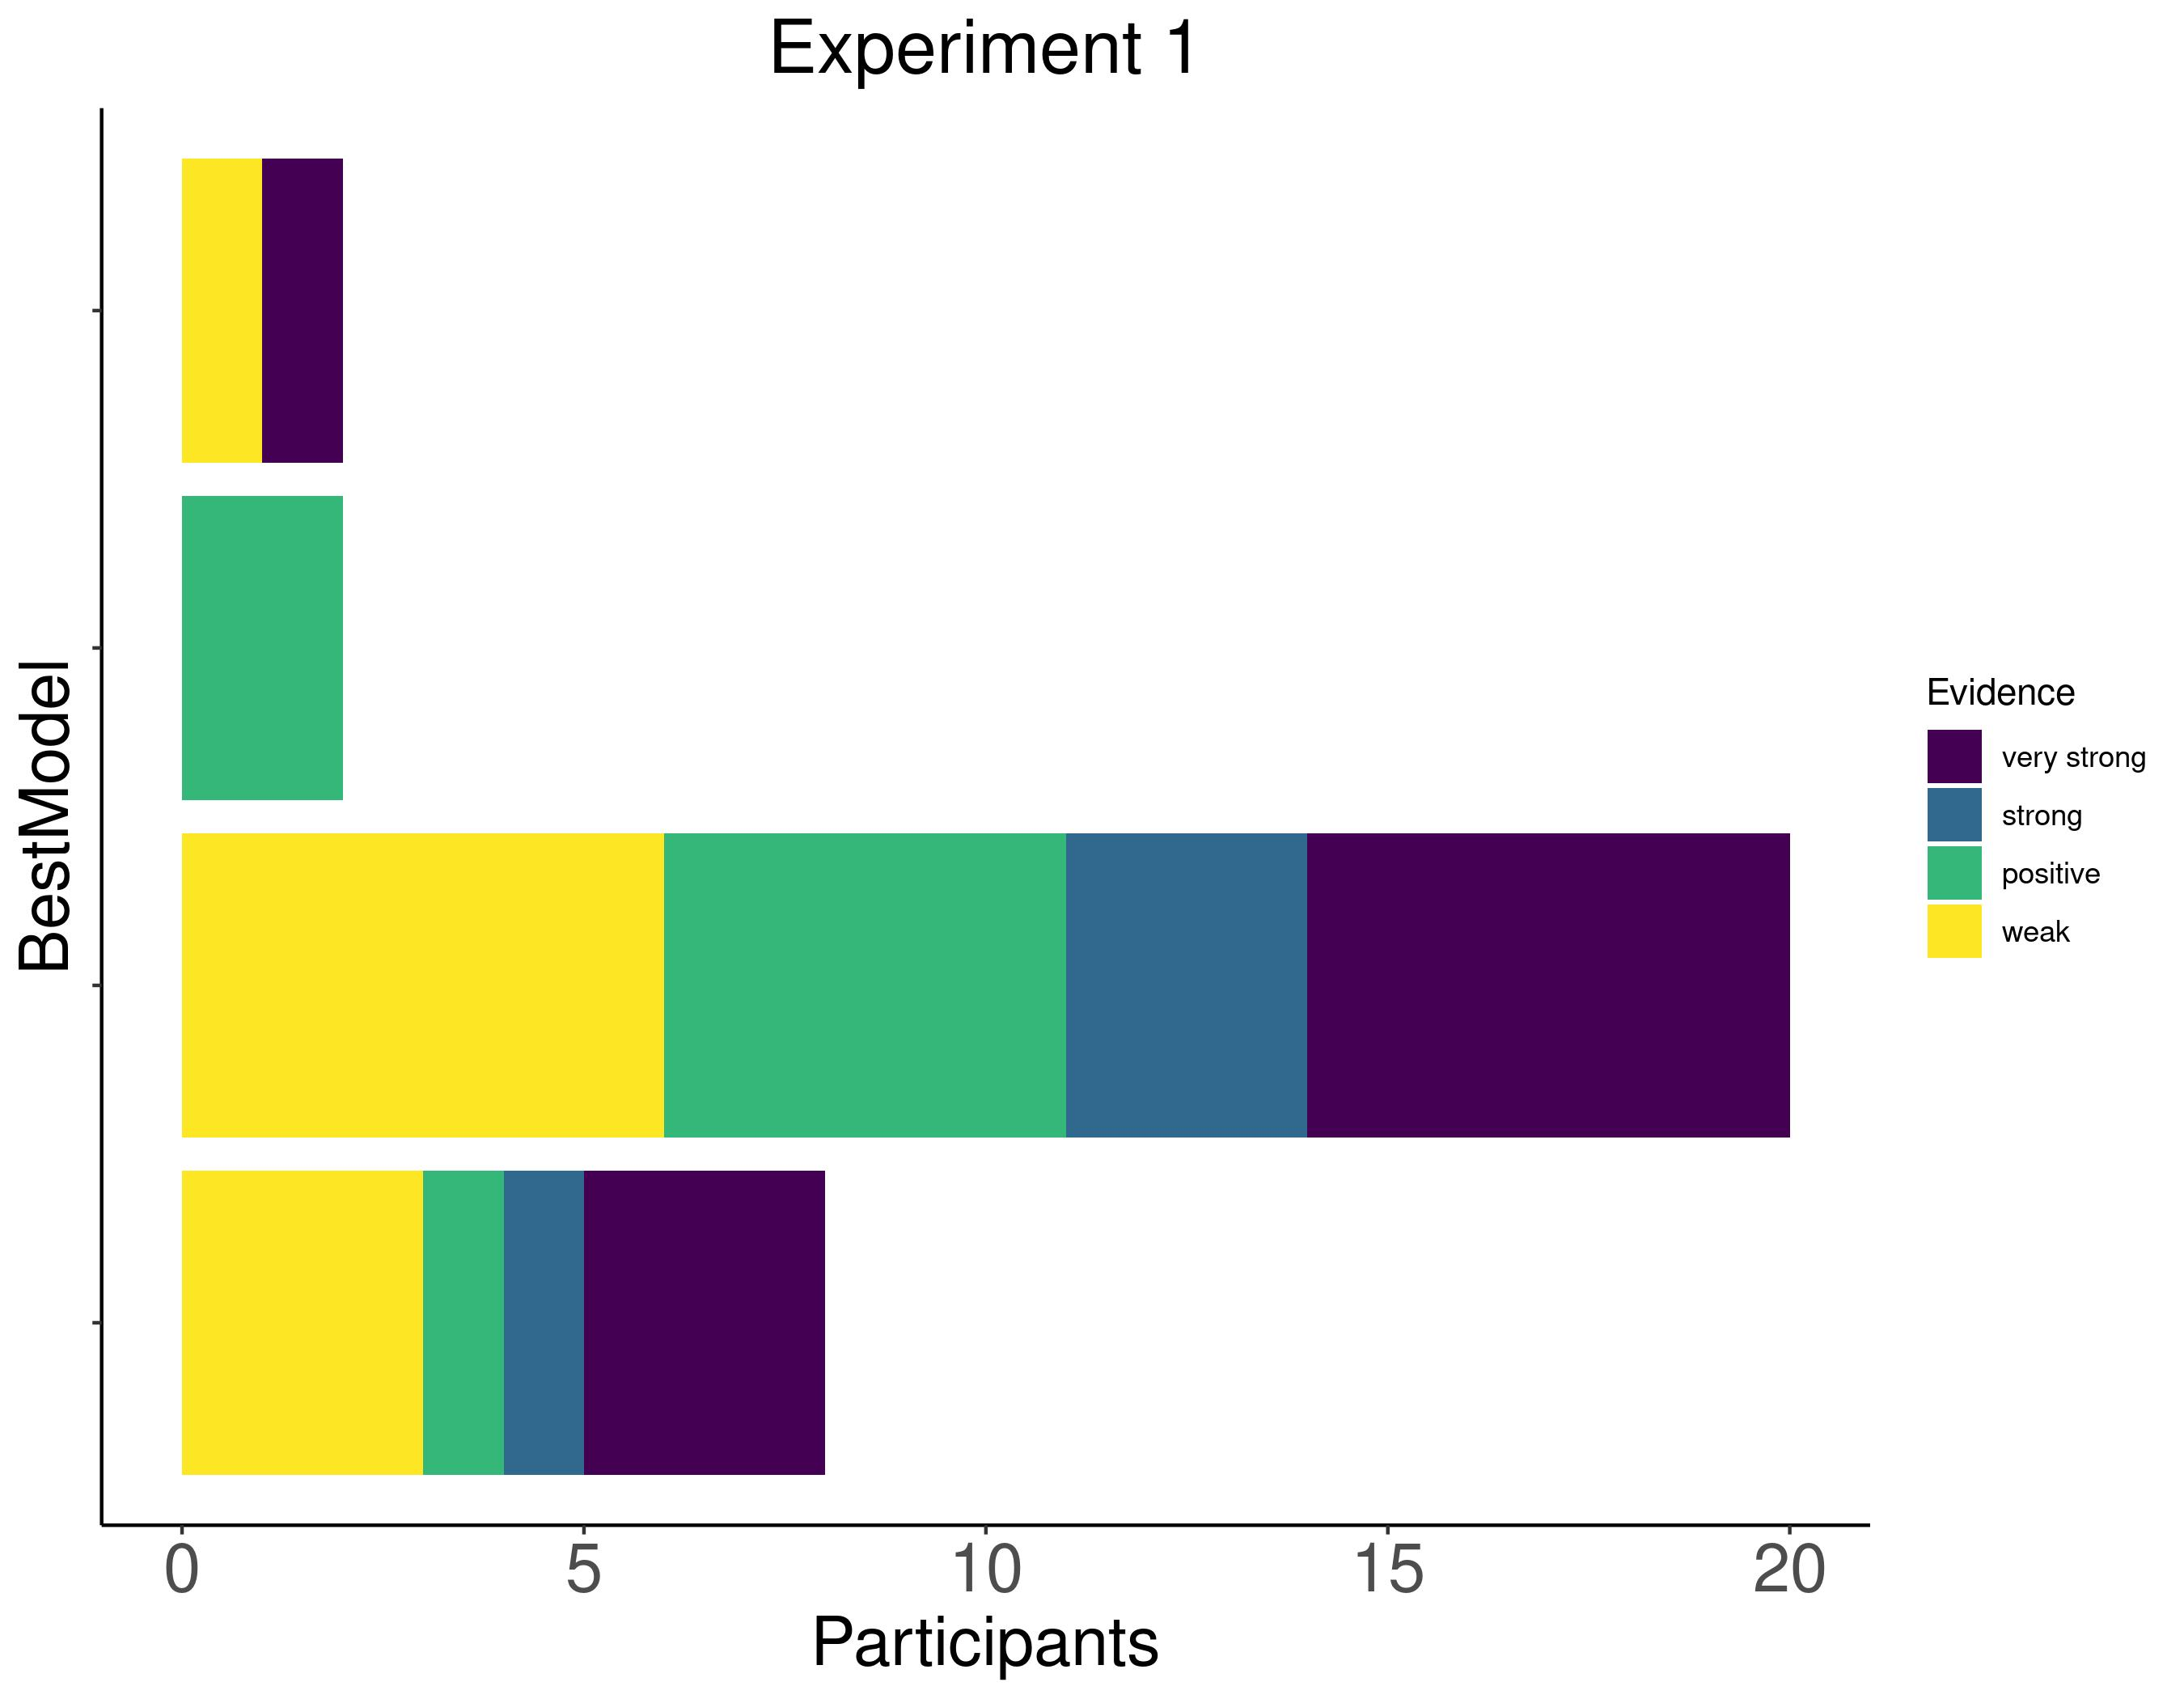 Experiment 1
BestModel
Evidence
very strong
strong
positive
weak
0 5 10 15 20
Participants